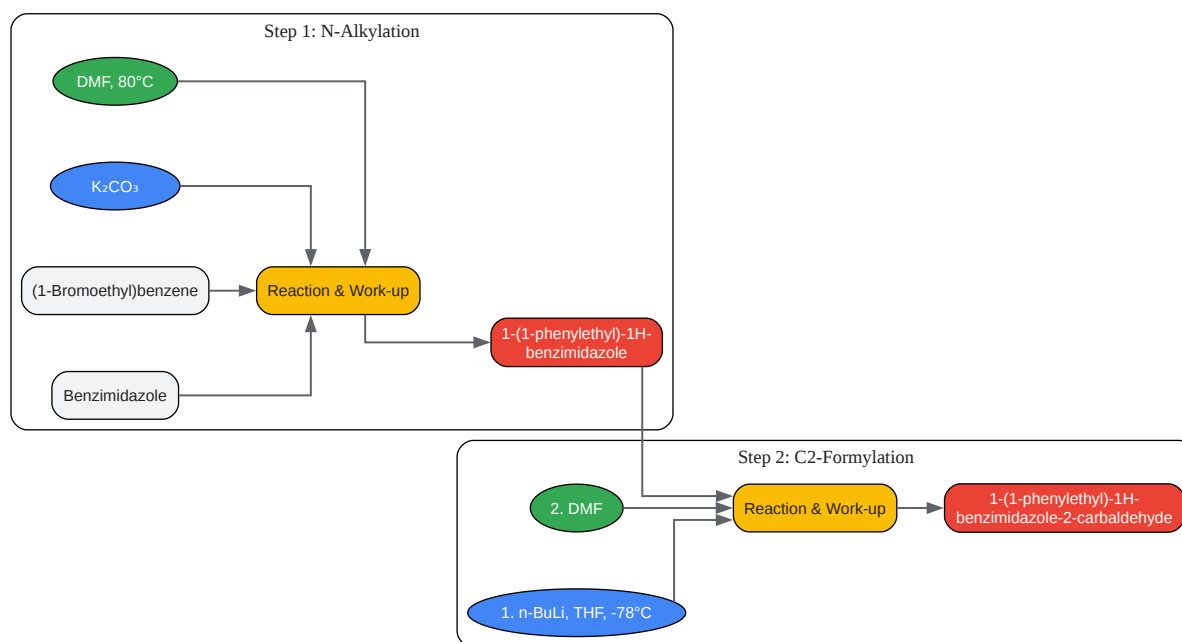 Step 1: N-Alkylation
DMF, 80°C
K₂CO₃
(1-Bromoethyl)benzene
Reaction & Work-up
1-(1-phenylethyl)-1H-
benzimidazole
Benzimidazole
Step 2: C2-Formylation
2. DMF
Reaction & Work-up
1-(1-phenylethyl)-1H-
benzimidazole-2-carbaldehyde
1. n-BuLi, THF, -78°C